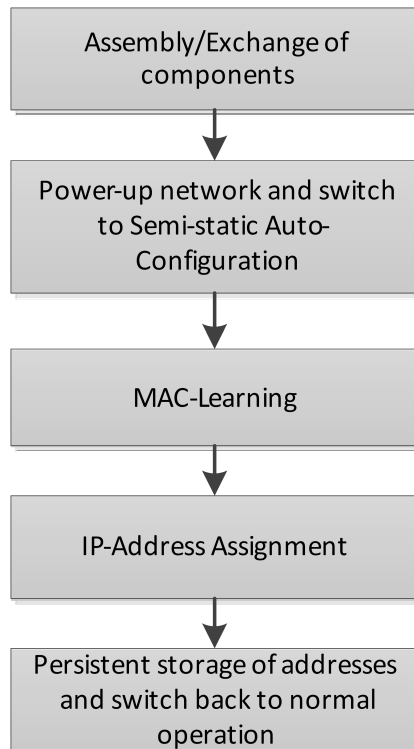 Assembly/Exchange of
components
Power-up network and switch
to Semi-static Auto-
Configuration
MAC-Learning
IP-Address Assignment
Persistent storage of addresses
and switch back to normal
operation